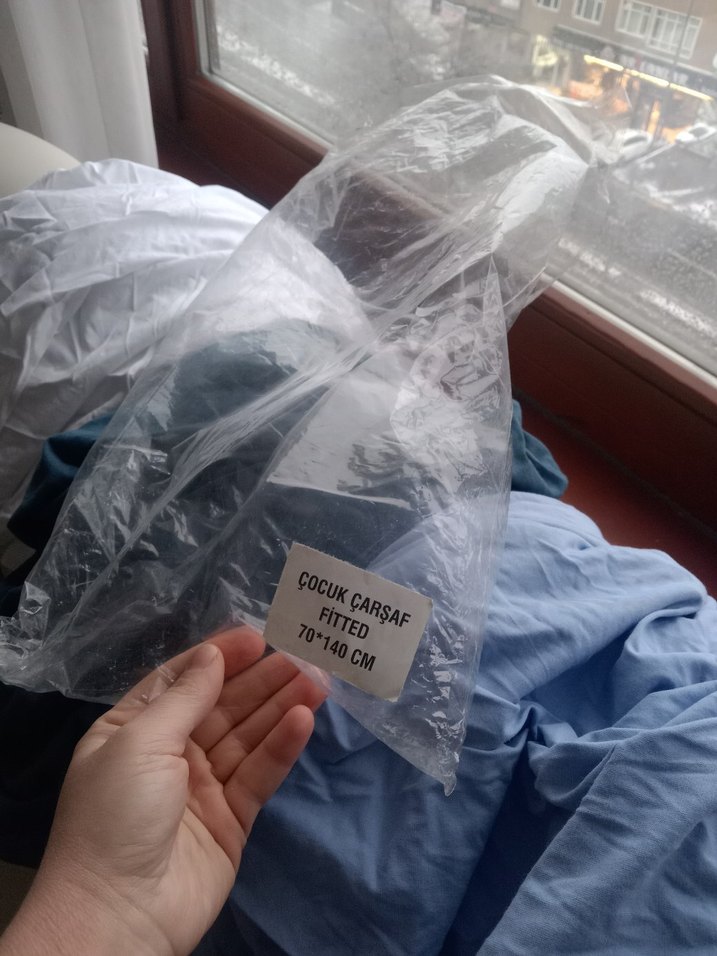 ÇOCUK ÇARŞAF
FİTTED
70*140 CM